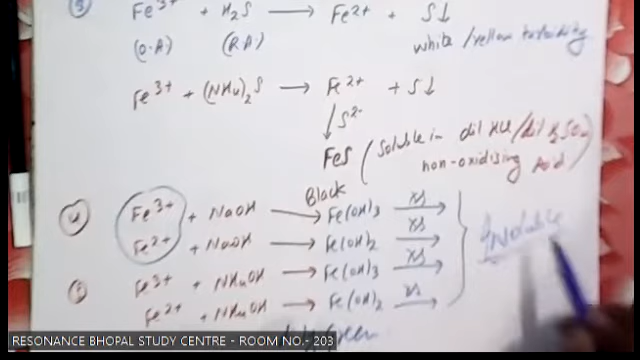 ③ Fe³⁺ + H₂S ⟶ Fe²⁺ + S↓
(O.A) (R.A) white/yellow turbidity
Fe³⁺ + (NH₄)₂S ⟶ Fe²⁺ + S↓
↓ S²⁻
FeS (Soluble in dil HCl/dil H₂SO₄
Black non-oxidising Acid)
④ Fe³⁺ + NaOH ⟶ Fe(OH)₃ xs⟶
Fe²⁺ + NaOH ⟶ Fe(OH)₂ xs⟶ Insoluble
⑤ Fe³⁺ + NH₄OH ⟶ Fe(OH)₃ xs⟶
Fe²⁺ + NH₄OH ⟶ Fe(OH)₂ xs⟶
Green
RESONANCE BHOPAL STUDY CENTRE - ROOM NO.- 203